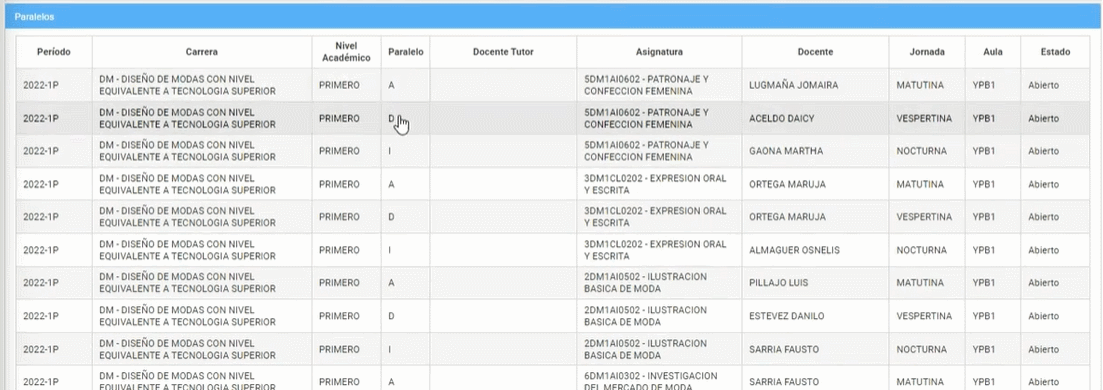 Paralelos
Período Carrera Nivel Académico Paralelo Docente Tutor Asignatura Docente Jornada Aula Estado
2022-1P DM - DISEÑO DE MODAS CON NIVEL EQUIVALENTE A TECNOLOGIA SUPERIOR PRIMERO A 5DM1AI0602 - PATRONAJE Y CONFECCION FEMENINA LUGMAÑA JOMAIRA MATUTINA YPB1 Abierto
2022-1P DM - DISEÑO DE MODAS CON NIVEL EQUIVALENTE A TECNOLOGIA SUPERIOR PRIMERO D 5DM1AI0602 - PATRONAJE Y CONFECCION FEMENINA ACELDO DAICY VESPERTINA YPB1 Abierto
2022-1P DM - DISEÑO DE MODAS CON NIVEL EQUIVALENTE A TECNOLOGIA SUPERIOR PRIMERO I 5DM1AI0602 - PATRONAJE Y CONFECCION FEMENINA GAONA MARTHA NOCTURNA YPB1 Abierto
2022-1P DM - DISEÑO DE MODAS CON NIVEL EQUIVALENTE A TECNOLOGIA SUPERIOR PRIMERO A 3DM1CL0202 - EXPRESION ORAL Y ESCRITA ORTEGA MARUJA MATUTINA YPB1 Abierto
2022-1P DM - DISEÑO DE MODAS CON NIVEL EQUIVALENTE A TECNOLOGIA SUPERIOR PRIMERO D 3DM1CL0202 - EXPRESION ORAL Y ESCRITA ORTEGA MARUJA VESPERTINA YPB1 Abierto
2022-1P DM - DISEÑO DE MODAS CON NIVEL EQUIVALENTE A TECNOLOGIA SUPERIOR PRIMERO I 3DM1CL0202 - EXPRESION ORAL Y ESCRITA ALMAGUER OSNELIS NOCTURNA YPB1 Abierto
2022-1P DM - DISEÑO DE MODAS CON NIVEL EQUIVALENTE A TECNOLOGIA SUPERIOR PRIMERO A 2DM1AI0502 - ILUSTRACION BASICA DE MODA PILLAJO LUIS MATUTINA YPB1 Abierto
2022-1P DM - DISEÑO DE MODAS CON NIVEL EQUIVALENTE A TECNOLOGIA SUPERIOR PRIMERO D 2DM1AI0502 - ILUSTRACION BASICA DE MODA ESTEVEZ DANILO VESPERTINA YPB1 Abierto
2022-1P DM - DISEÑO DE MODAS CON NIVEL EQUIVALENTE A TECNOLOGIA SUPERIOR PRIMERO I 2DM1AI0502 - ILUSTRACION BASICA DE MODA SARRIA FAUSTO NOCTURNA YPB1 Abierto
2022-1P DM - DISEÑO DE MODAS CON NIVEL EQUIVALENTE A TECNOLOGIA SUPERIOR PRIMERO A 6DM1AI0302 - INVESTIGACION DEL MERCADO DE MODA SARRIA FAUSTO MATUTINA YPB1 Abierto